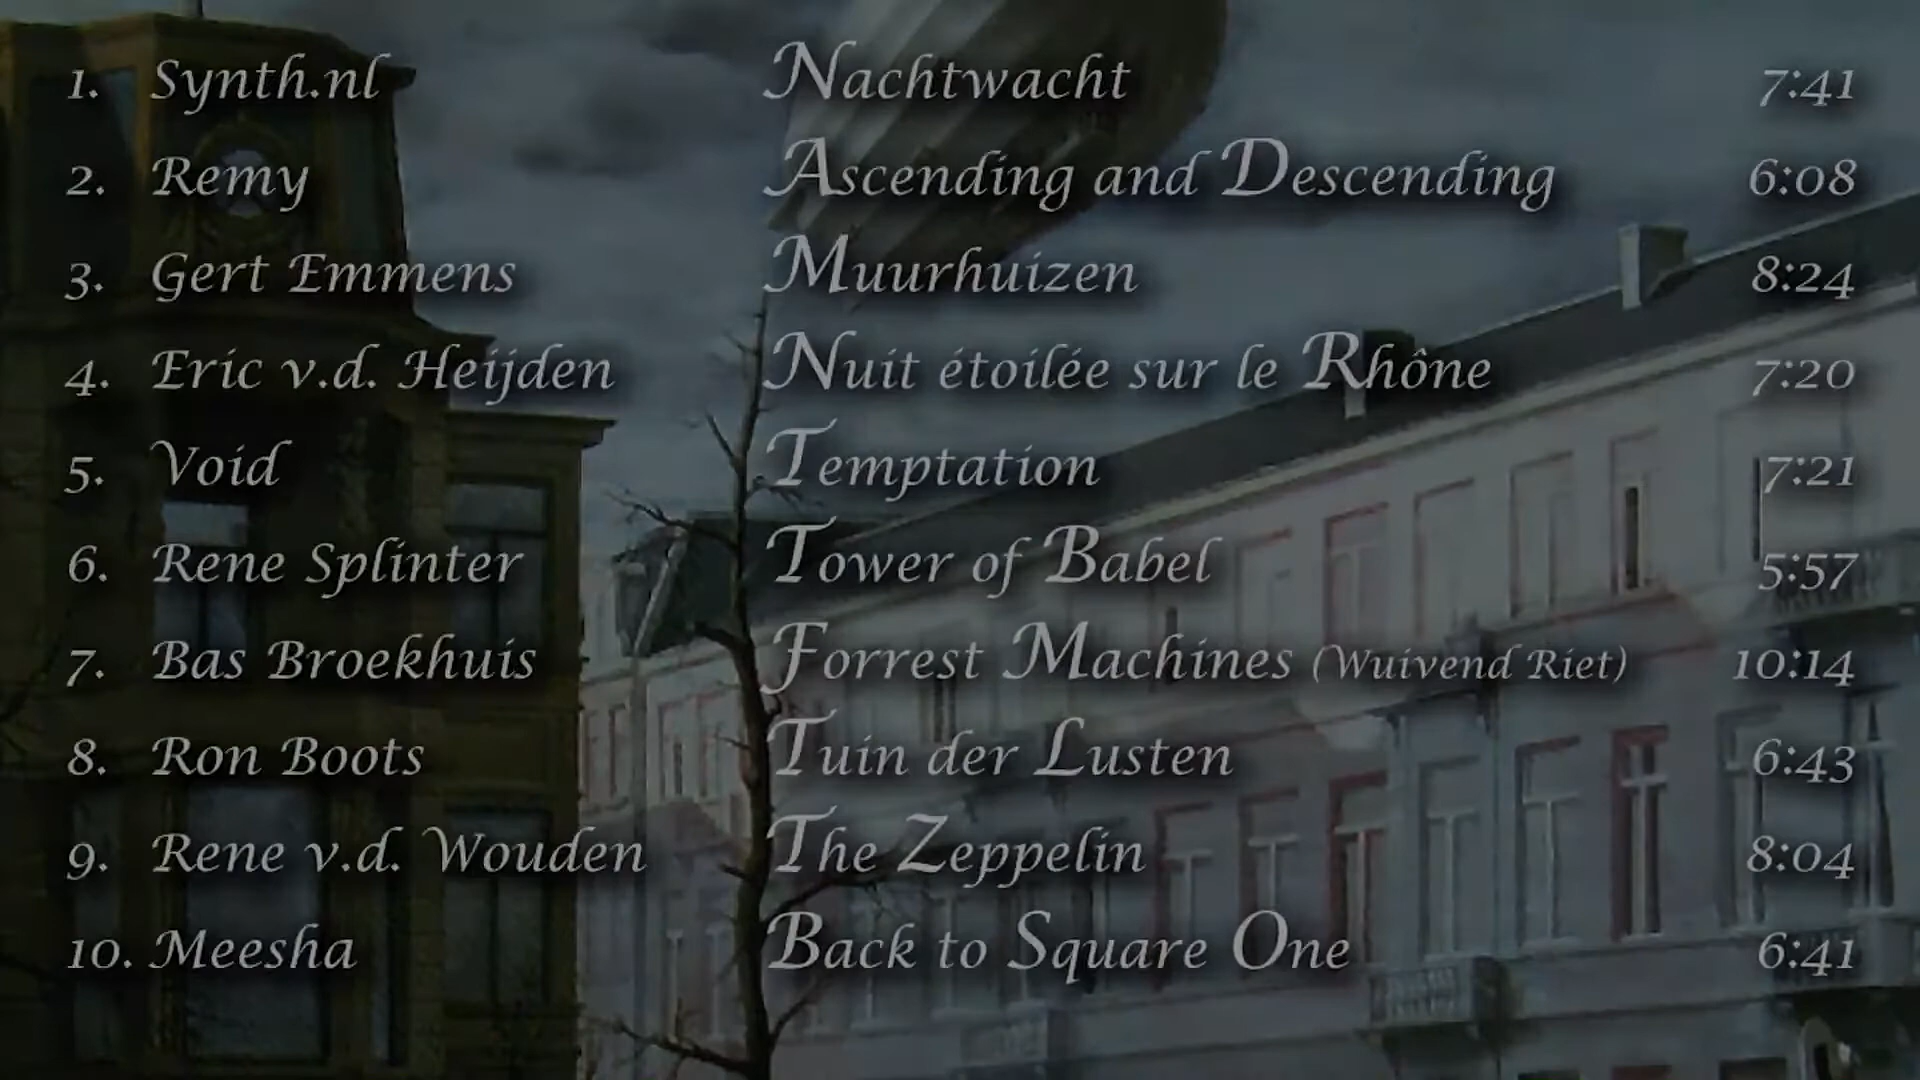 1. Synth.nl Nachtwacht 7:41
2. Remy Ascending and Descending 6:08
3. Gert Emmens Muurhuizen 8:24
4. Eric v.d. Heijden Nuit étoilée sur le Rhône 7:20
5. Void Temptation 7:21
6. Rene Splinter Tower of Babel 5:57
7. Bas Broekhuis Forrest Machines (Wuivend Riet) 10:14
8. Ron Boots Tuin der Lusten 6:43
9. Rene v.d. Wouden The Zeppelin 8:04
10. Meesha Back to Square One 6:41